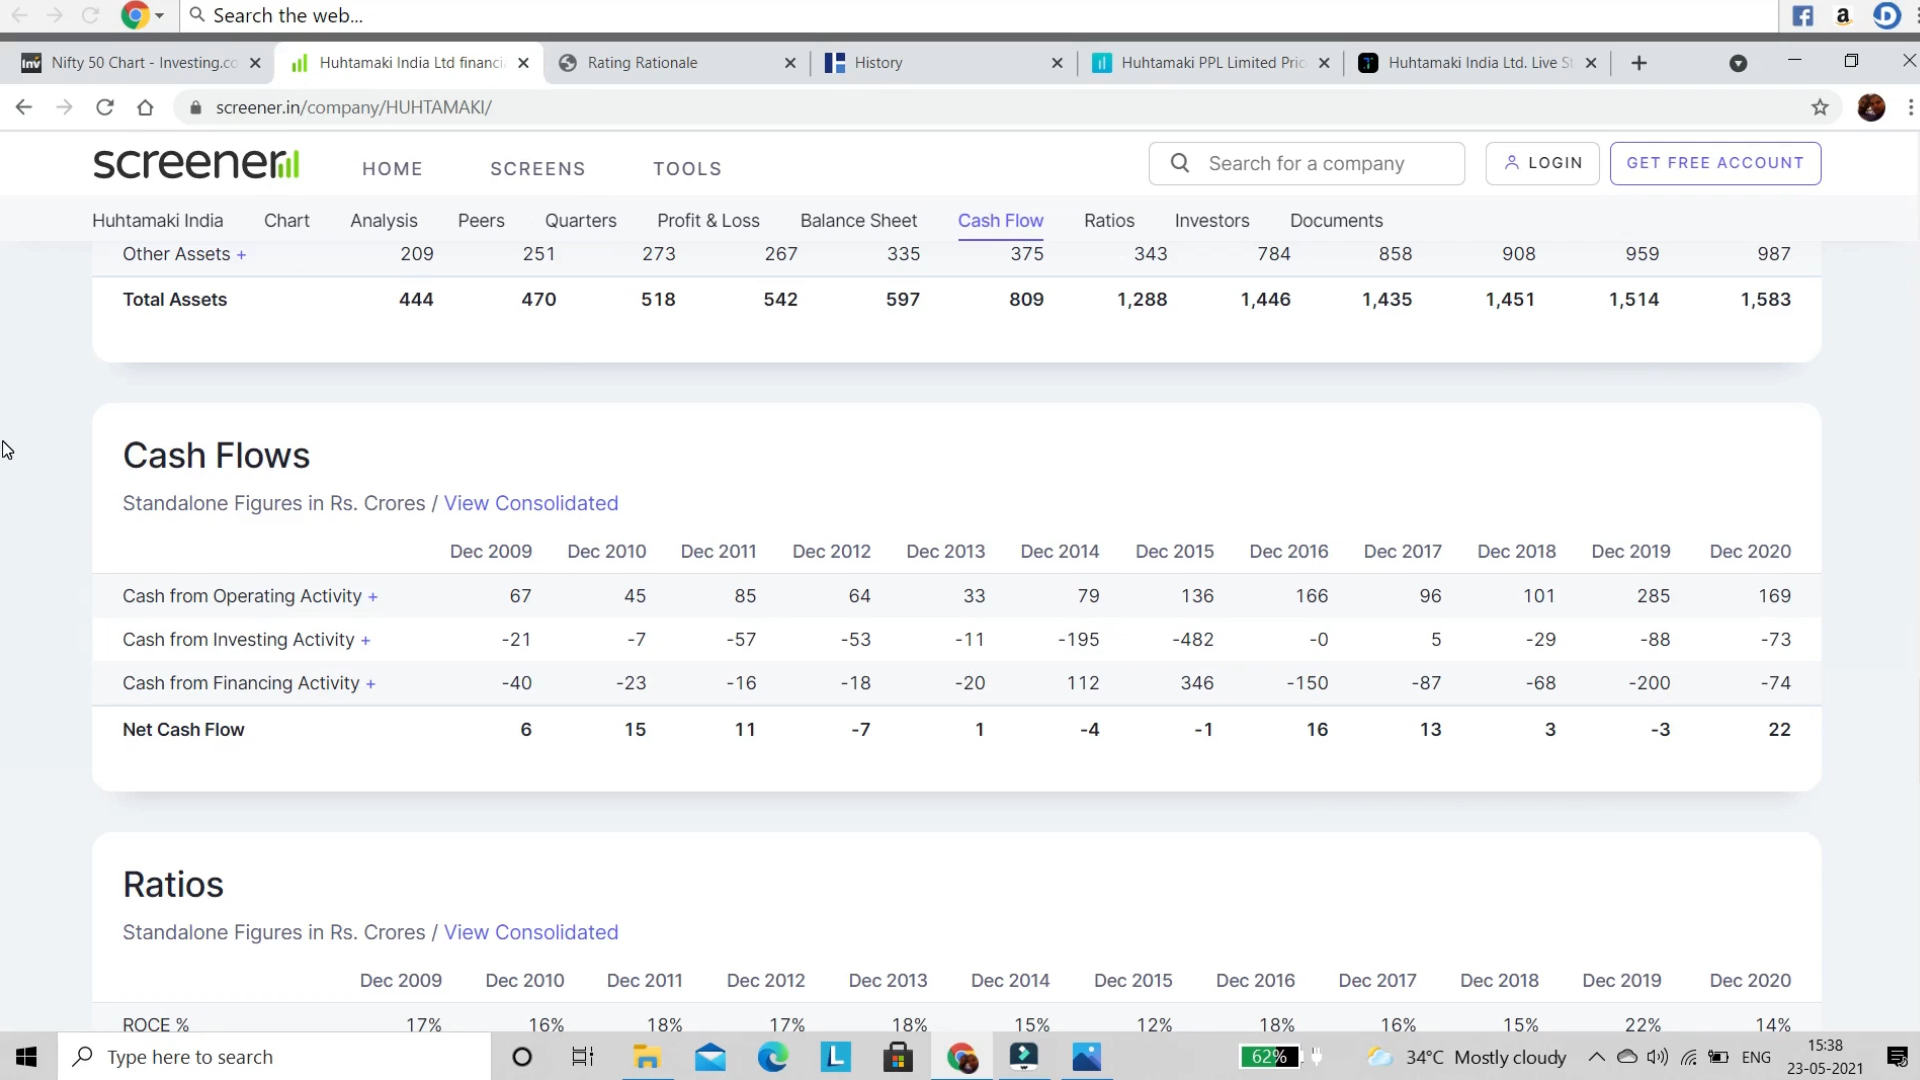 Search the web...
Nifty 50 Chart - Investing.co
Huhtamaki India Ltd financi
Rating Rationale
History
Huhtamaki PPL Limited Pric
Huhtamaki India Ltd. Live St
screener.in/company/HUHTAMAKI/
screener HOME SCREENS TOOLS Search for a company LOGIN GET FREE ACCOUNT
Huhtamaki India Chart Analysis Peers Quarters Profit & Loss Balance Sheet Cash Flow Ratios Investors Documents
Other Assets + 209 251 273 267 335 375 343 784 858 908 959 987
Total Assets 444 470 518 542 597 809 1,288 1,446 1,435 1,451 1,514 1,583
Cash Flows
Standalone Figures in Rs. Crores / View Consolidated
Dec 2009 Dec 2010 Dec 2011 Dec 2012 Dec 2013 Dec 2014 Dec 2015 Dec 2016 Dec 2017 Dec 2018 Dec 2019 Dec 2020
Cash from Operating Activity + 67 45 85 64 33 79 136 166 96 101 285 169
Cash from Investing Activity + -21 -7 -57 -53 -11 -195 -482 -0 5 -29 -88 -73
Cash from Financing Activity + -40 -23 -16 -18 -20 112 346 -150 -87 -68 -200 -74
Net Cash Flow 6 15 11 -7 1 -4 -1 16 13 3 -3 22
Ratios
Standalone Figures in Rs. Crores / View Consolidated
Dec 2009 Dec 2010 Dec 2011 Dec 2012 Dec 2013 Dec 2014 Dec 2015 Dec 2016 Dec 2017 Dec 2018 Dec 2019 Dec 2020
ROCE % 17% 16% 18% 17% 18% 15% 12% 18% 16% 15% 22% 14%
Type here to search 62% 34°C Mostly cloudy ENG 15:38
23-05-2021